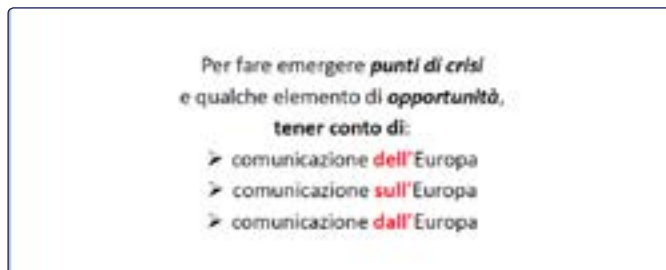 Per fare emergere punti di crisi
e qualche elemento di opportunità,
tener conto di:
➢ comunicazione dell'Europa
➢ comunicazione sull'Europa
➢ comunicazione dall'Europa